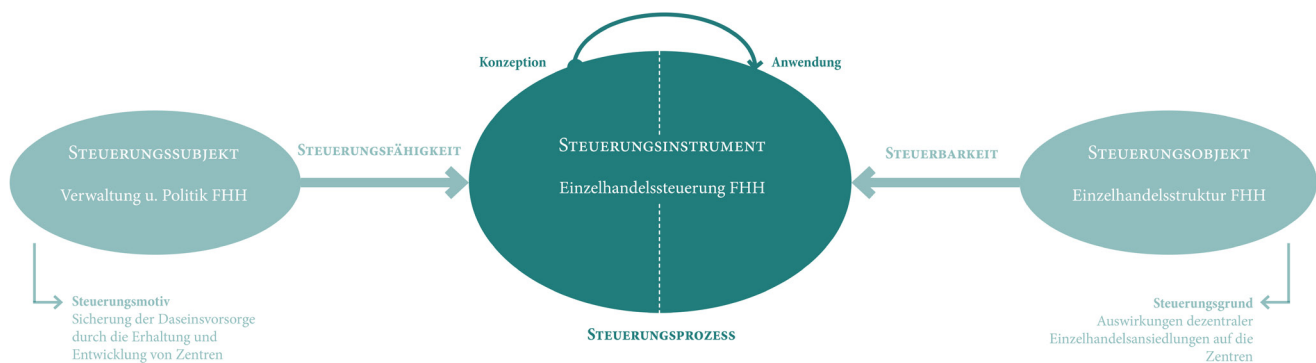 Konzeption
Anwendung
STEUERUNGSSUBJEKT
Verwaltung u. Politik FHH
STEUERUNGSFÄHIGKEIT
STEUERUNGSINSTRUMENT
Einzelhandelssteuerung FHH
STEUERBARKEIT
STEUERUNGSOBJEKT
Einzelhandelsstruktur FHH
Steuerungsmotiv
Sicherung der Daseinsvorsorge
durch die Erhaltung und
Entwicklung von Zentren
STEUERUNGSPROZESS
Steuerungsgrund
Auswirkungen dezentraler
Einzelhandelsansiedlungen auf die
Zentren